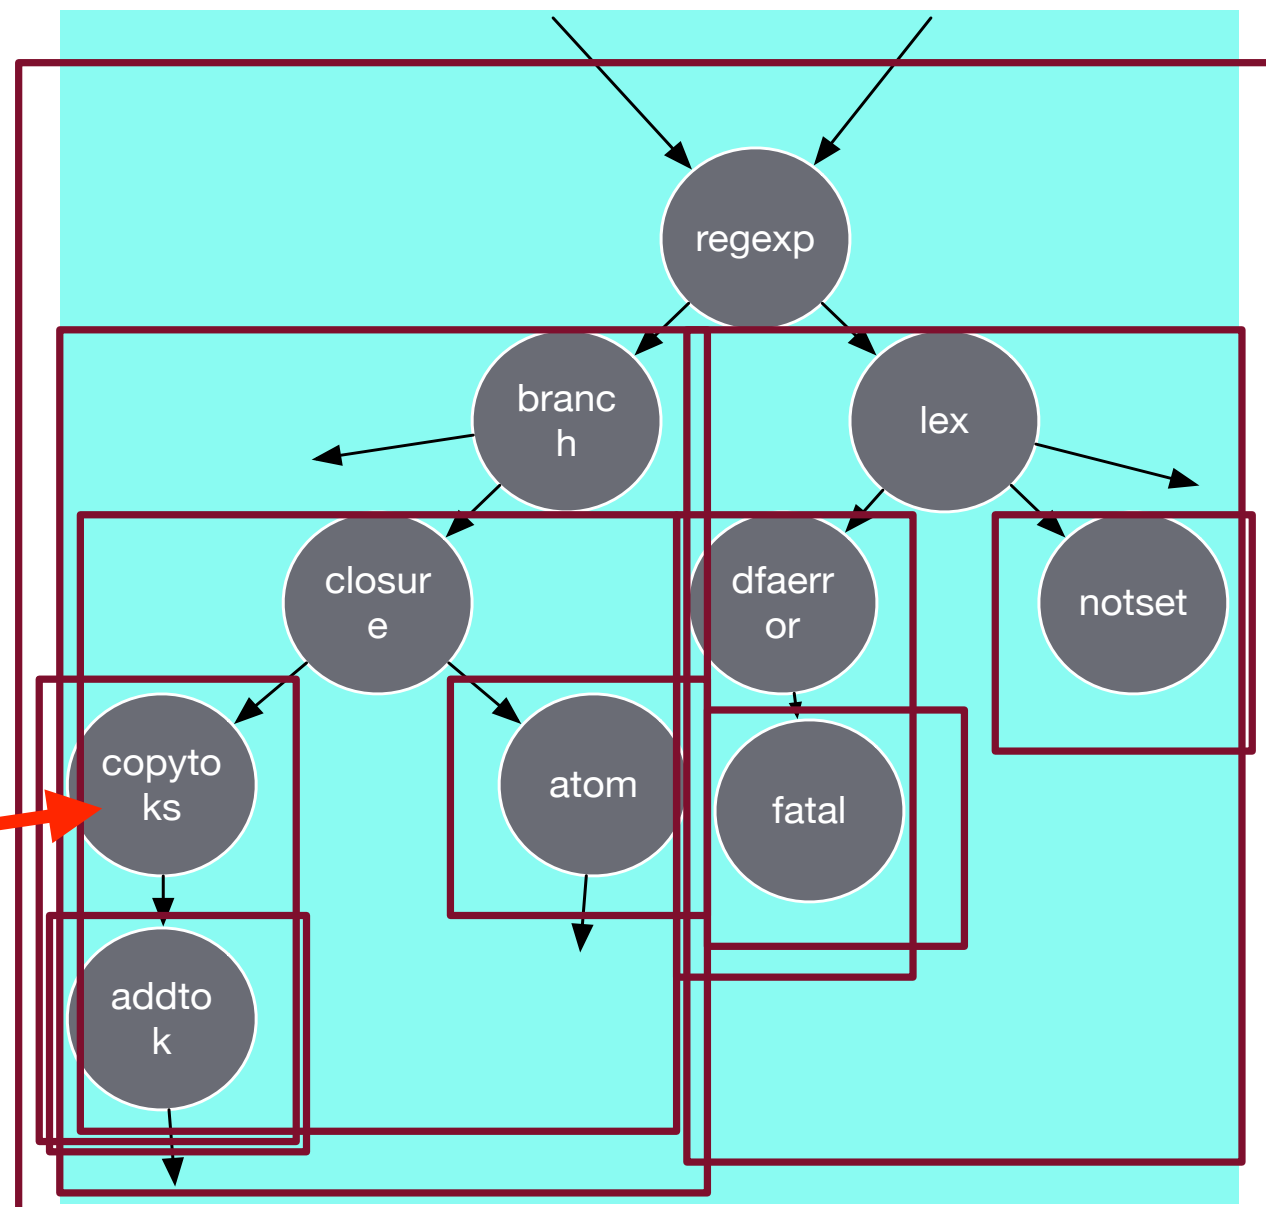 regexp
branc
h
lex
closur
e
dfaerr
or
notset
copyto
ks
atom
fatal
addto
k